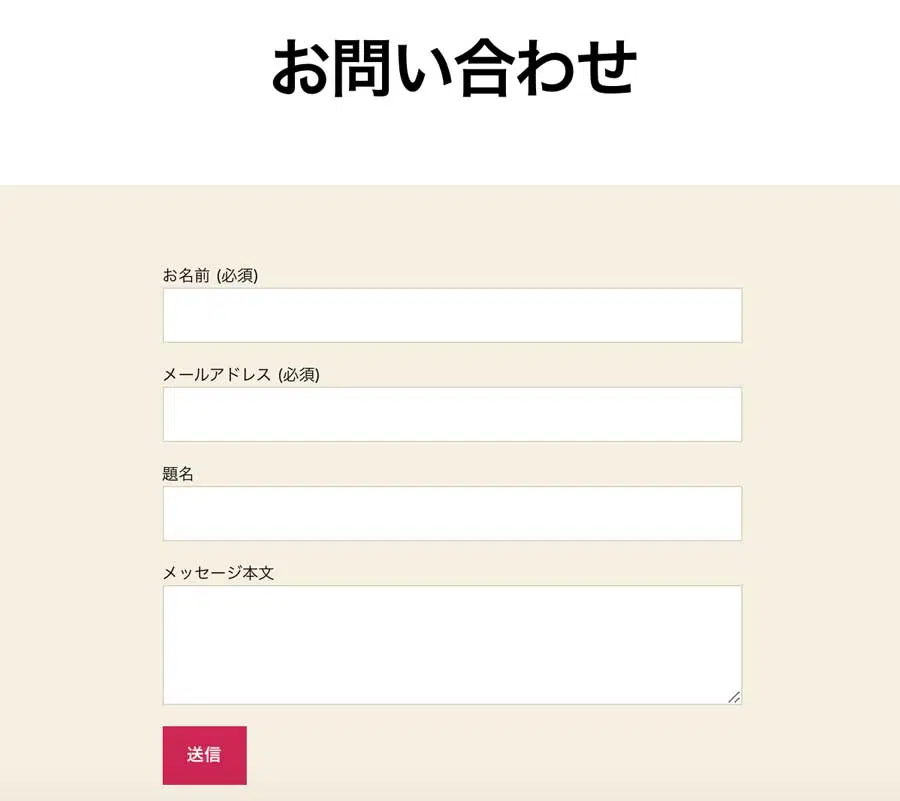 お問い合わせ
お名前 (必須)
メールアドレス (必須)
題名
メッセージ本文
送信